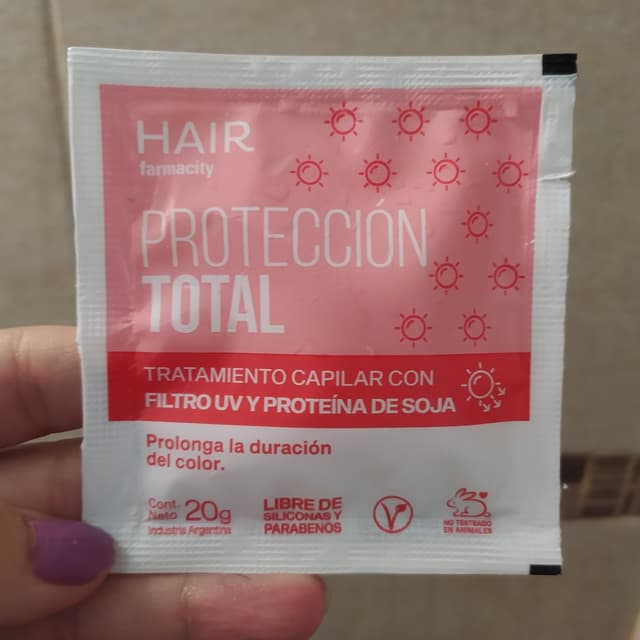 HAIR
farmacity
PROTECCIÓN
TOTAL
TRATAMIENTO CAPILAR CON
FILTRO UV Y PROTEÍNA DE SOJA
Prolonga la duración
del color.
Cont.
Neto 20g
Industria Argentina
LIBRE DE
SILICONAS Y
PARABENOS
NO TESTEADO
EN ANIMALES